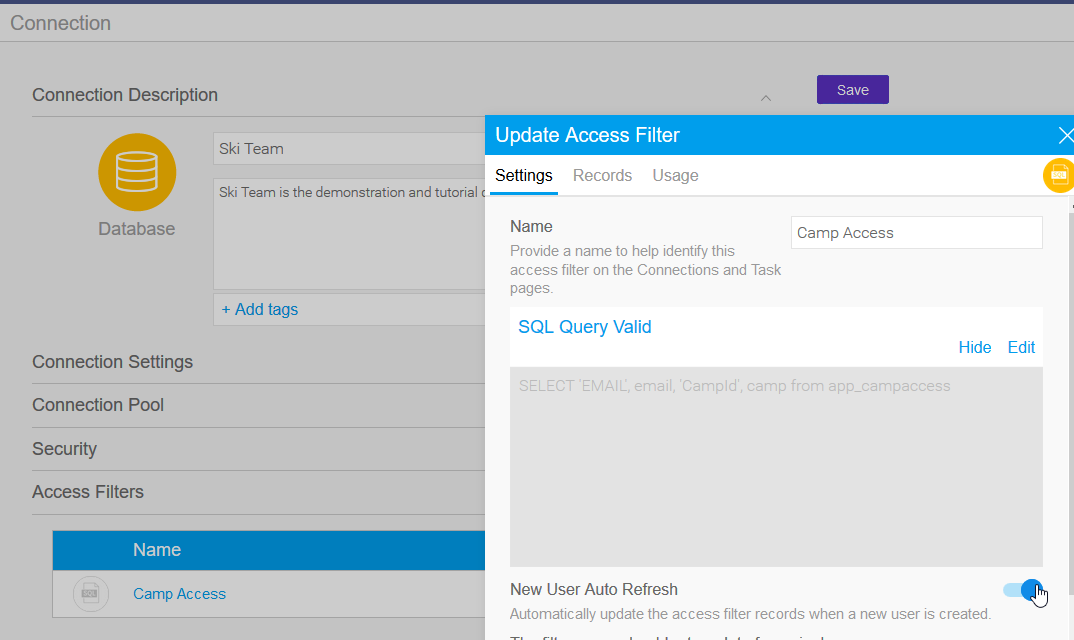 Connection
Connection Description
Save
Ski Team
Ski Team is the demonstration and tutorial
Database
+ Add tags
Connection Settings
Connection Pool
Security
Access Filters
Name
SQL
Camp Access
Update Access Filter
Settings Records Usage
SQL
Name
Provide a name to help identify this
access filter on the Connections and Task
pages.
Camp Access
SQL Query Valid
Hide Edit
SELECT 'EMAIL', email, 'CampId', camp from app_campaccess
New User Auto Refresh
Automatically update the access filter records when a new user is created.